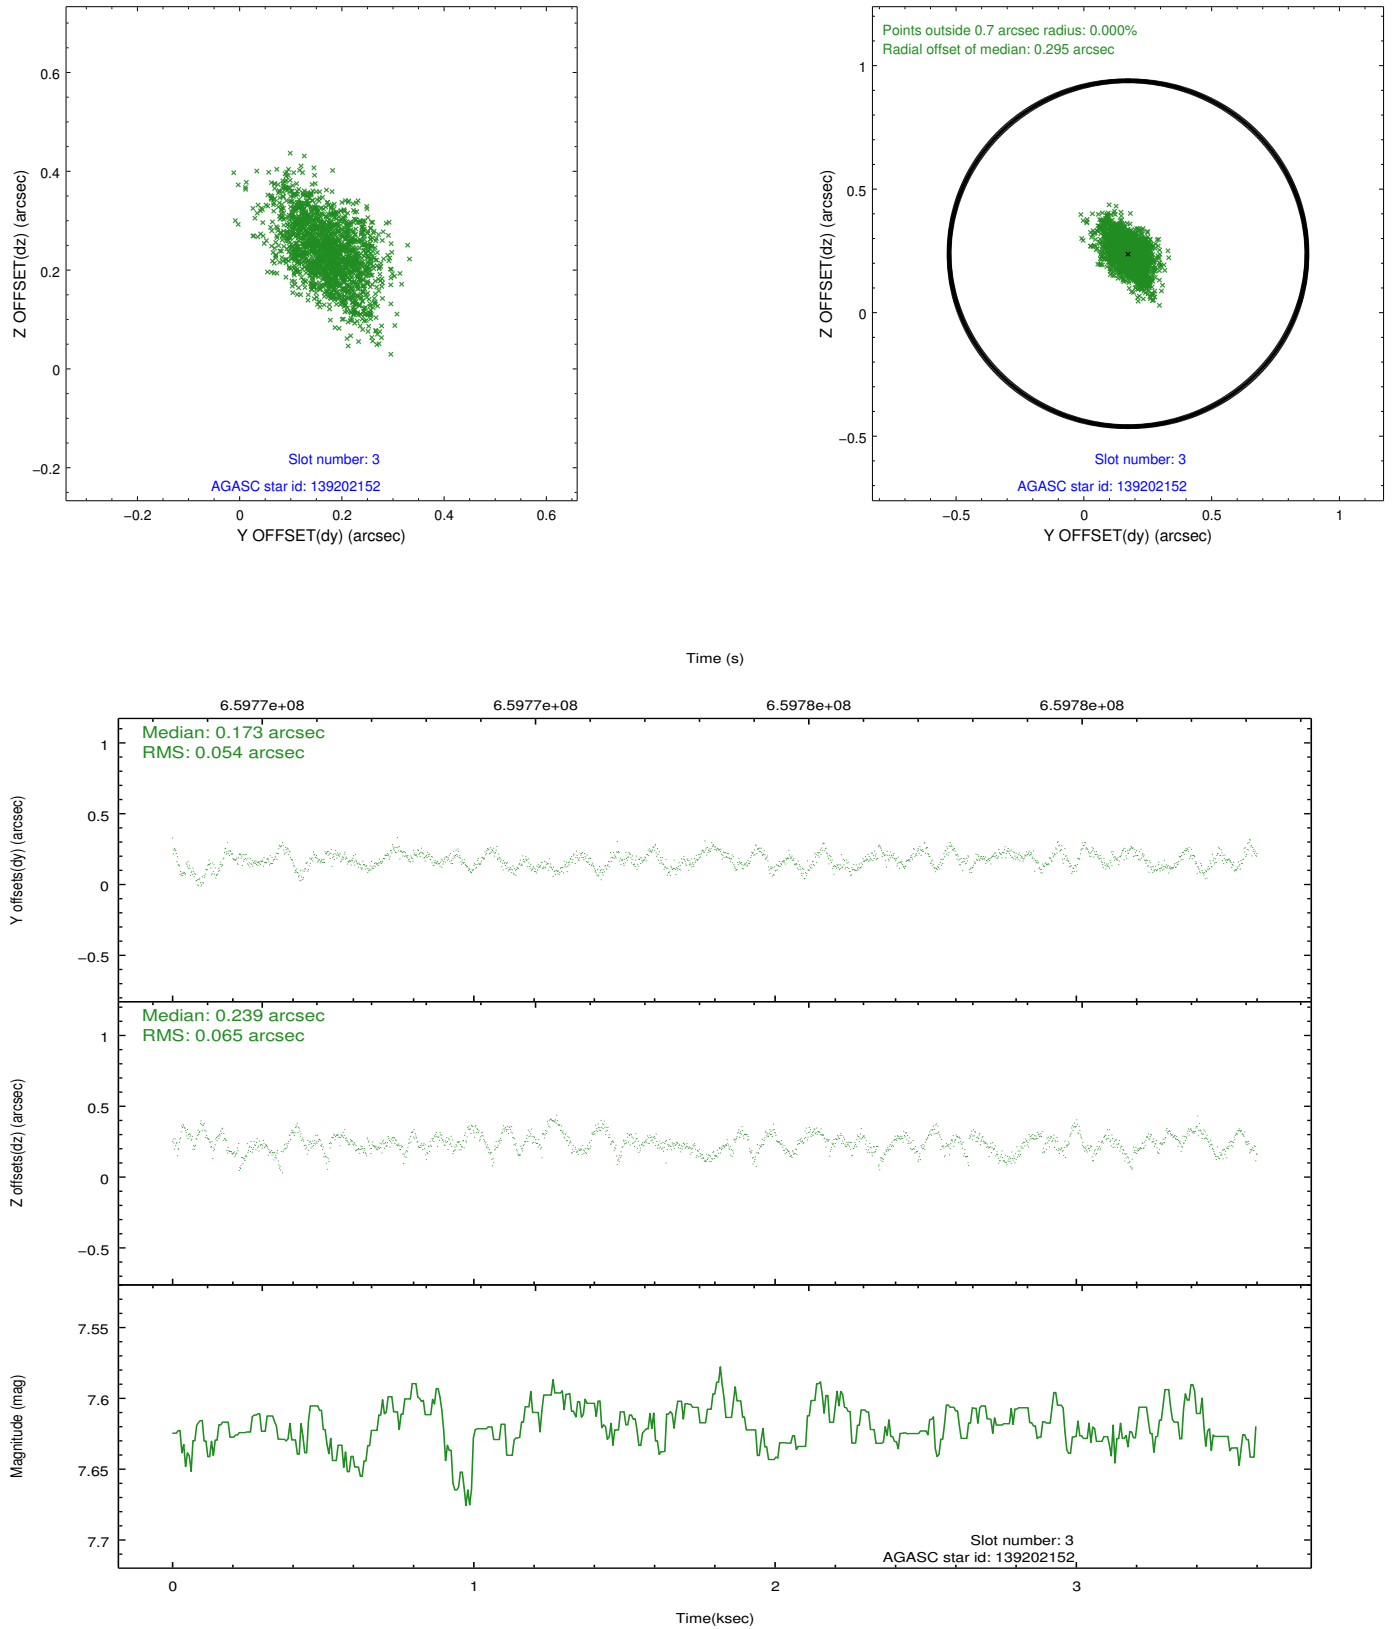 0.6
0.4
0.2
0
−0.2
Z OFFSET(dz) (arcsec)
Slot number: 3
AGASC star id: 139202152
−0.2 0 0.2 0.4 0.6
Y OFFSET(dy) (arcsec)
Points outside 0.7 arcsec radius: 0.000%
Radial offset of median: 0.295 arcsec
1
0.5
0
−0.5
Z OFFSET(dz) (arcsec)
Slot number: 3
AGASC star id: 139202152
−0.5 0 0.5 1
Y OFFSET(dy) (arcsec)
Time (s)
6.5977e+08 6.5977e+08 6.5978e+08 6.5978e+08
Median: 0.173 arcsec
RMS: 0.054 arcsec
1
0.5
0
−0.5
Y offsets(dy) (arcsec)
Median: 0.239 arcsec
RMS: 0.065 arcsec
1
0.5
0
−0.5
Z offsets(dz) (arcsec)
7.55
7.6
7.65
7.7
Magnitude (mag)
Slot number: 3
AGASC star id: 139202152
0 1 2 3
Time(ksec)